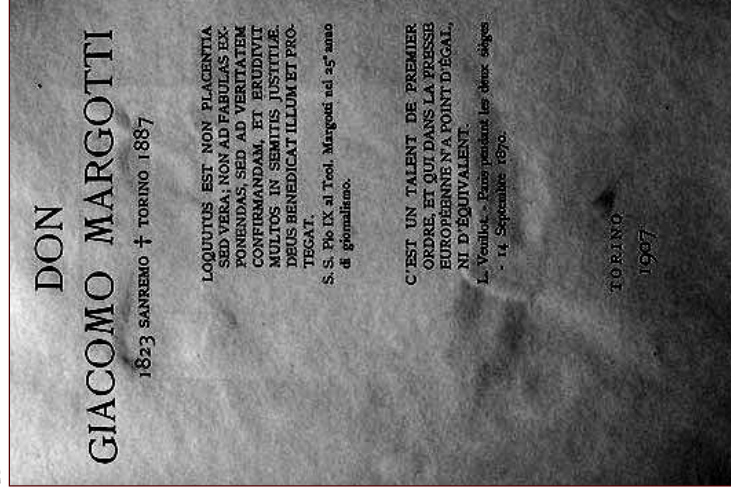 DON
GIACOMO MARGOTTI
1823 SANREMO † TORINO 1887
LOQUUTUS EST NON PLACENTIA
SED VERA; NON AD FABULAS EX-
PONENDAS, SED AD VERITATEM
CONFIRMANDAM, ET ERUDIVIT
MULTOS IN SEMITIS JUSTITIÆ.
DEUS BENEDICAT ILLUM ET PRO-
TEGAT.
S. S. Pio IX al Teol. Margotti nel 25° anno
di giornalismo.
C'EST UN TALENT DE PREMIER
ORDRE, ET QUI DANS LA PRESSE
EUROPÉENNE N'A POINT D'ÉGAL,
NI D'ÉQUIVALENT.
L. Veuillot. - Paris pendant les deux sièges
- 14 Septembre 1870.
TORINO
1907